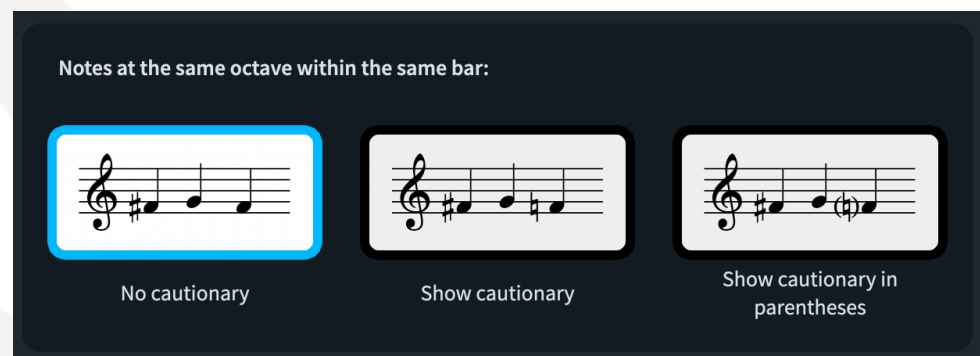 Notes at the same octave within the same bar:
No cautionary
Show cautionary
Show cautionary in
parentheses